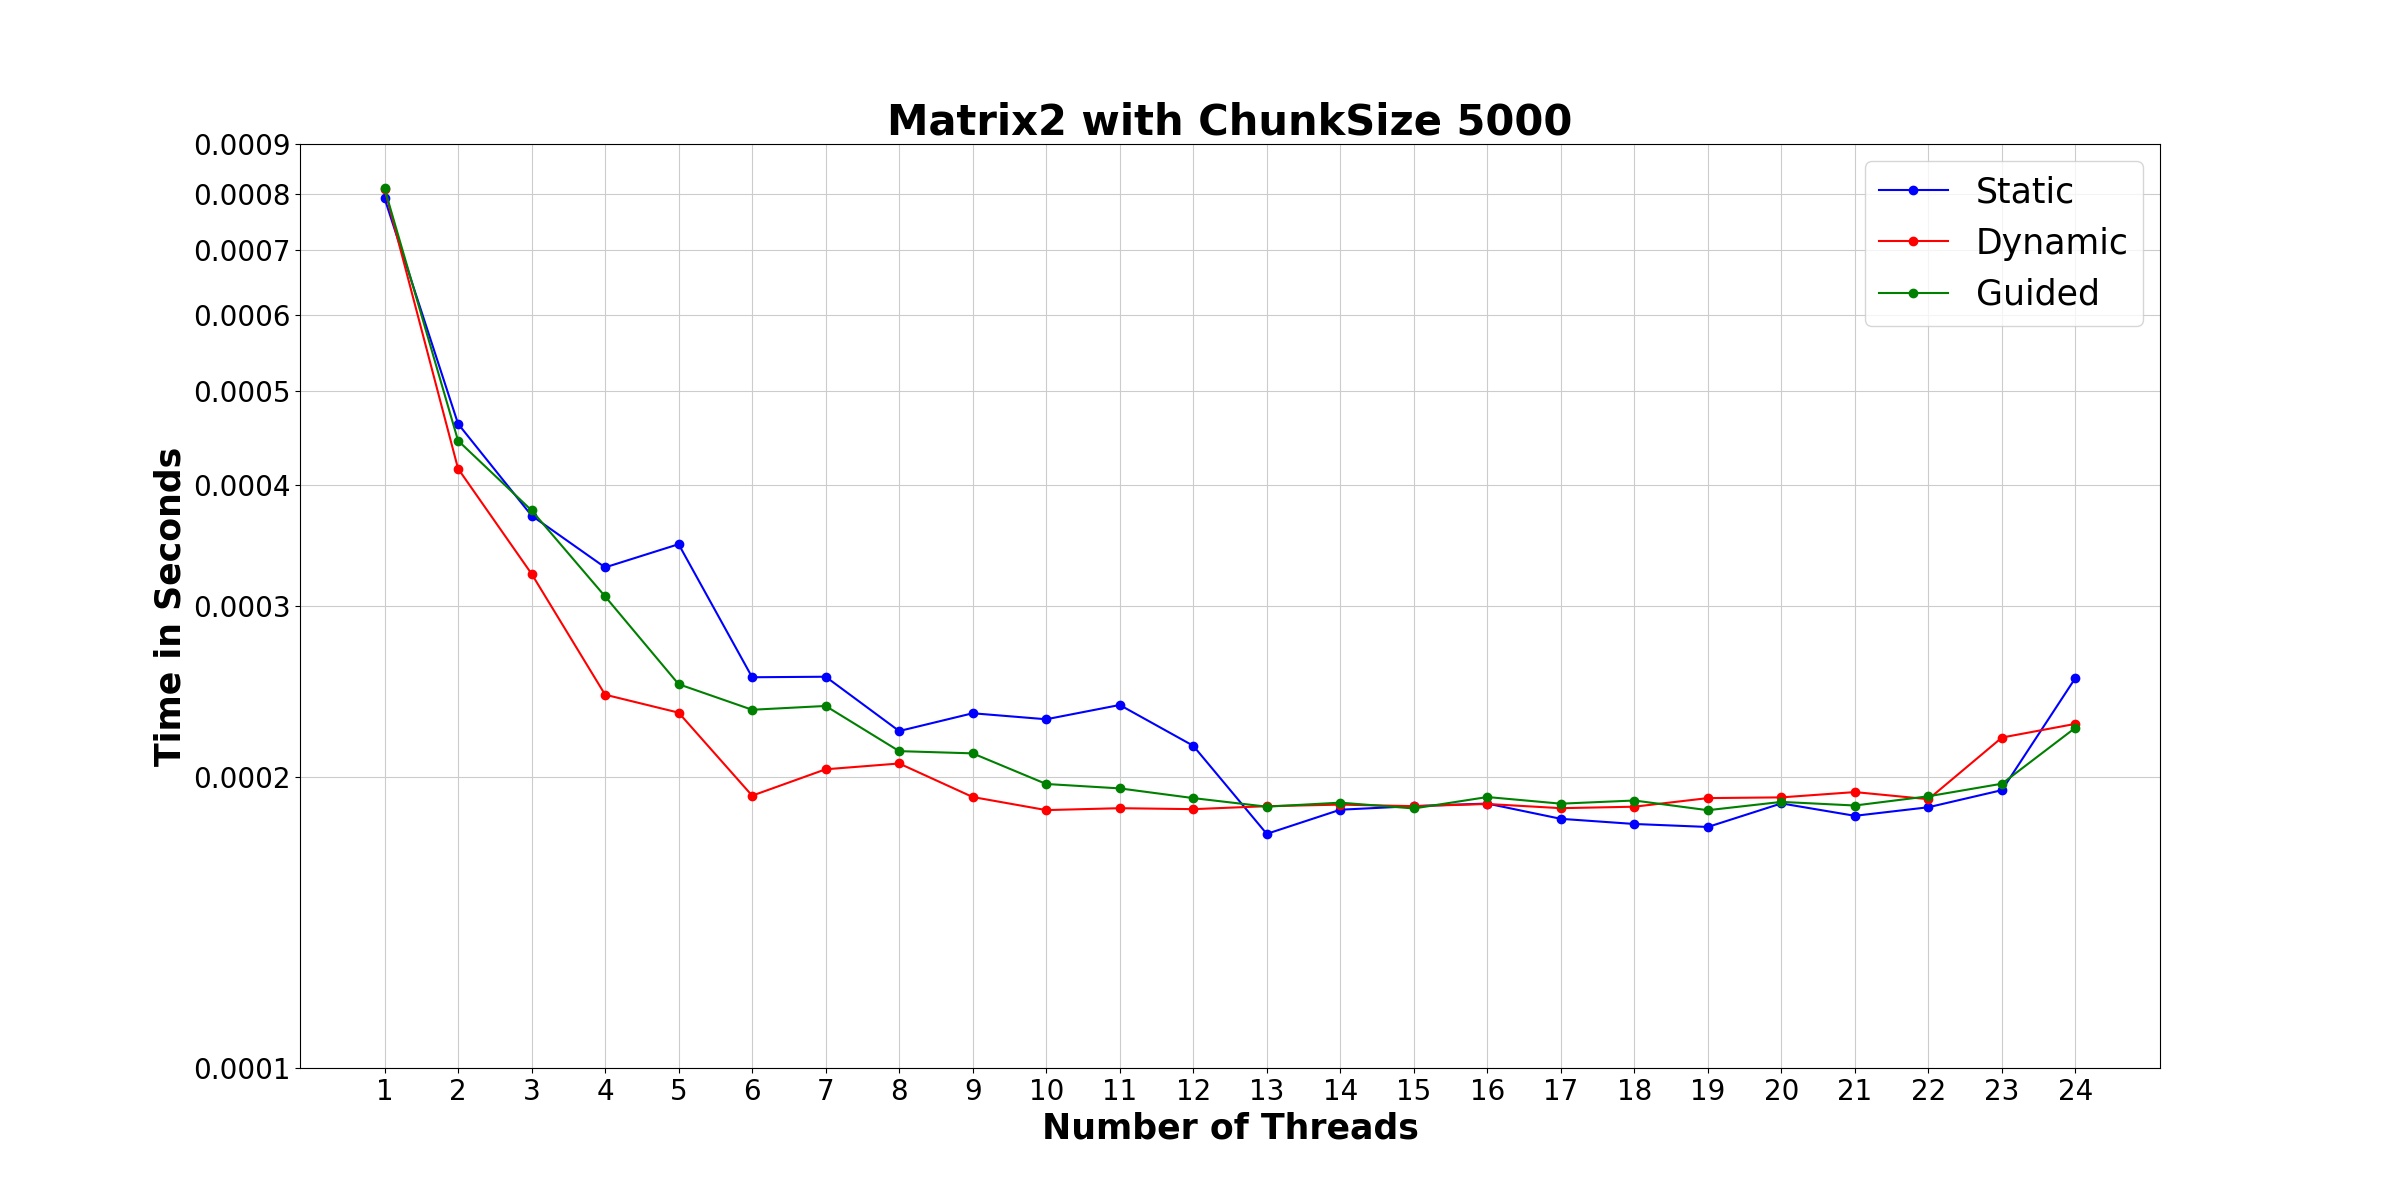 Matrix2 with ChunkSize 5000
0.0009
0.0008
0.0007
0.0006
0.0005
0.0004
0.0003
0.0002
0.0001
Time in Seconds
Static
Dynamic
Guided
1 2 3 4 5 6 7 8 9 10 11 12 13 14 15 16 17 18 19 20 21 22 23 24
Number of Threads